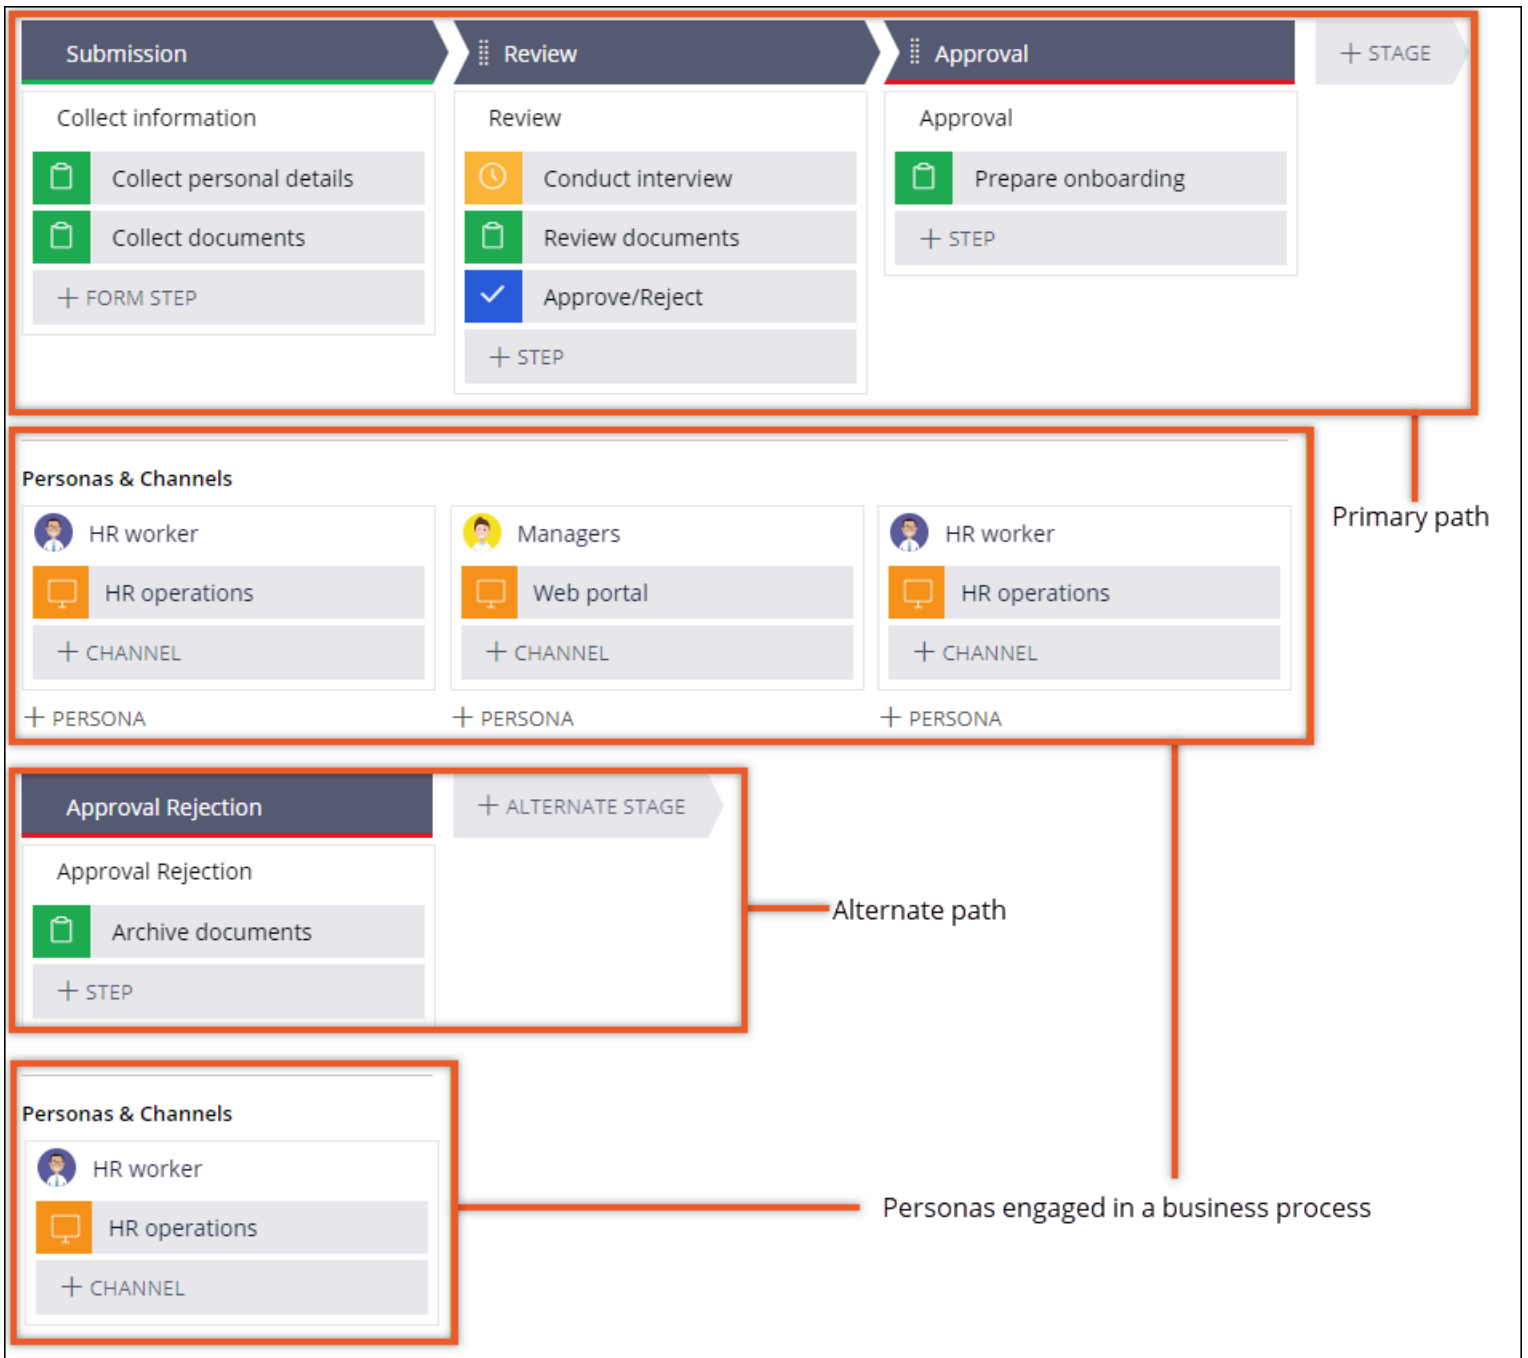 Submission
Review
Approval
+ STAGE
Collect information
Collect personal details
Collect documents
+ FORM STEP
Review
Conduct interview
Review documents
Approve/Reject
+ STEP
Approval
Prepare onboarding
+ STEP
Primary path
Personas & Channels
HR worker
HR operations
+ CHANNEL
+ PERSONA
Managers
Web portal
+ CHANNEL
+ PERSONA
HR worker
HR operations
+ CHANNEL
+ PERSONA
Approval Rejection
+ ALTERNATE STAGE
Approval Rejection
Archive documents
+ STEP
Alternate path
Personas & Channels
HR worker
HR operations
+ CHANNEL
Personas engaged in a business process